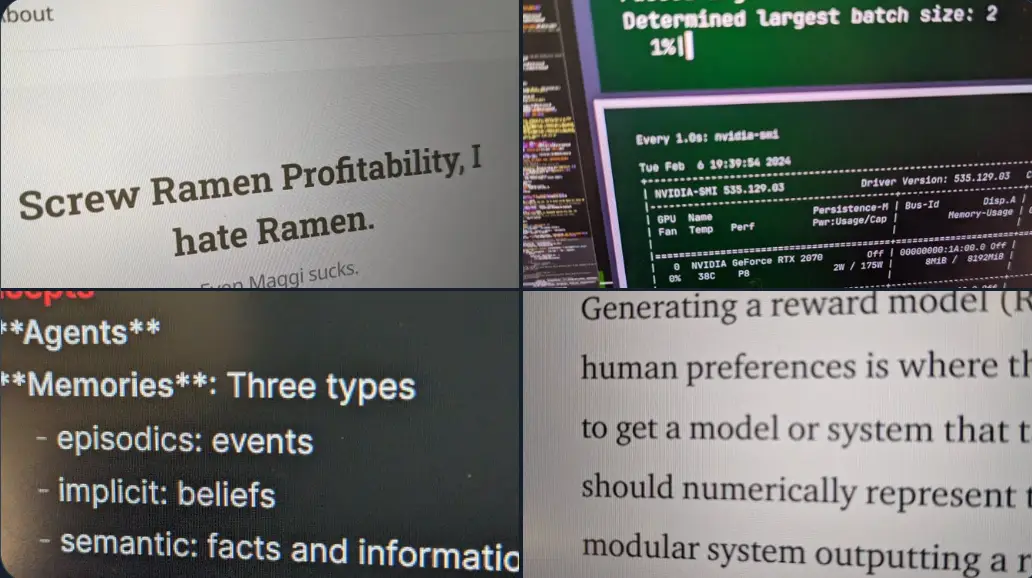 bout
Screw Ramen Profitability, I
hate Ramen.
Even Maggi sucks.
Determined largest batch size: 2
1%|
Every 1.0s: nvidia-smi
Tue Feb 6 19:39:54 2024
NVIDIA-SMI 535.129.03 Driver Version: 535.129.03 C
GPU Name Persistence-M | Bus-Id Disp.A |
Fan Temp Perf Pwr:Usage/Cap | Memory-Usage |
0 NVIDIA GeForce RTX 2070 Off | 00000000:1A:00.0 Off |
0% 38C P8 2W / 175W | 8MiB / 8192MiB |
**Agents**
**Memories**: Three types
- episodics: events
- implicit: beliefs
- semantic: facts and informatio
Generating a reward model (R
human preferences is where th
to get a model or system that t
should numerically represent
modular system outputting a r